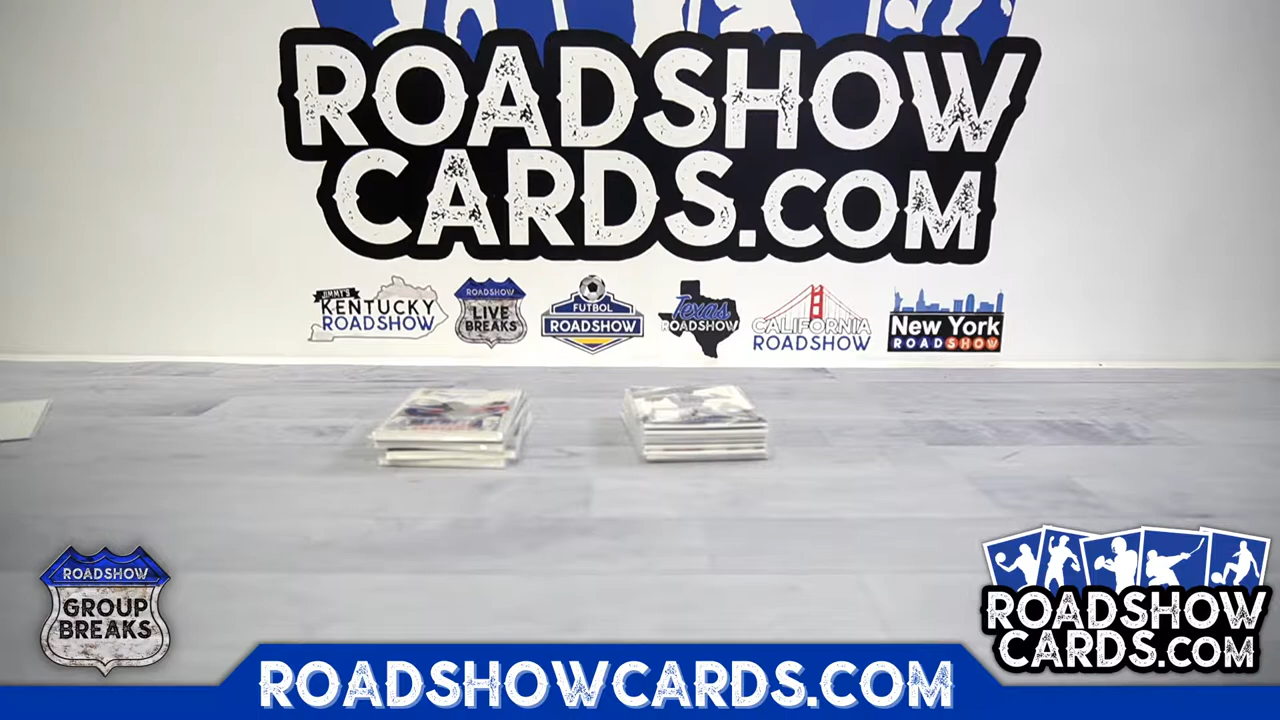 ROADSHOW
CARDS.COM
JIMMY'S
KENTUCKY
ROADSHOW
ROADSHOW
LIVE
BREAKS
FUTBOL
ROADSHOW
Texas
ROADSHOW
CALIFORNIA
ROADSHOW
New York
ROADSHOW
ROADSHOW
GROUP
BREAKS
ROADSHOW
CARDS.COM
ROADSHOWCARDS.COM